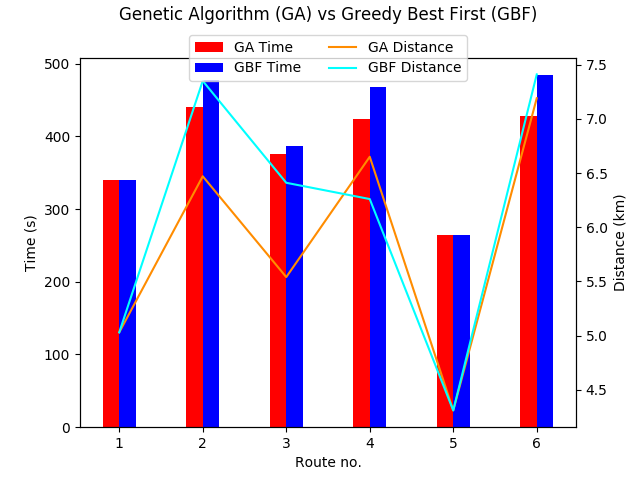 Genetic Algorithm (GA) vs Greedy Best First (GBF)
GA Time
GBF Time
GA Distance
GBF Distance
500
400
300
200
100
0
Time (s)
7.5
7.0
6.5
6.0
5.5
5.0
4.5
Distance (km)
1 2 3 4 5 6
Route no.